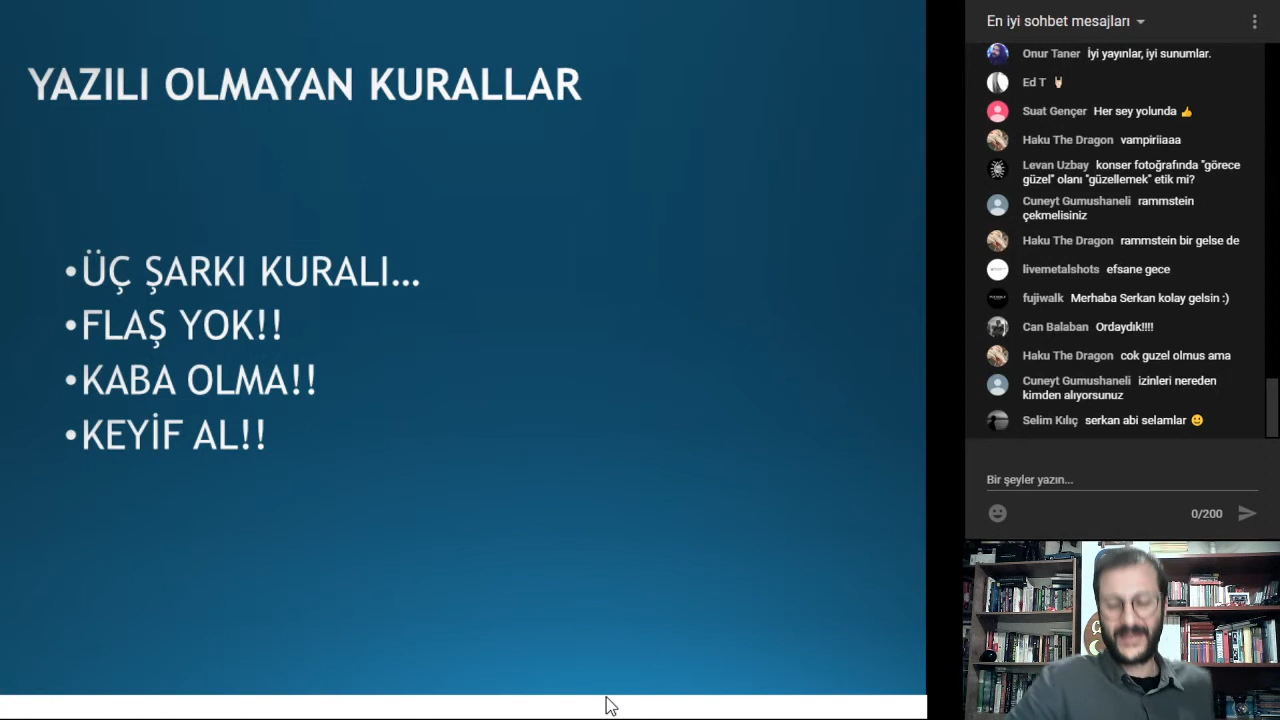 YAZILI OLMAYAN KURALLAR
•ÜÇ ŞARKI KURALI...
•FLAŞ YOK!!
•KABA OLMA!!
•KEYİF AL!!
En iyi sohbet mesajları
Onur Taner İyi yayınlar, iyi sunumlar.
Ed T 🤘🏻
Suat Gençer Her sey yolunda 👍
Haku The Dragon vampiriiaaa
Levan Uzbay konser fotoğrafında "görece
güzel" olanı "güzellemek" etik mi?
Cuneyt Gumushaneli rammstein
çekmelisiniz
Haku The Dragon rammstein bir gelse de
livemetalshots efsane gece
fujiwalk Merhaba Serkan kolay gelsin :)
Can Balaban Ordaydık!!!!
Haku The Dragon cok guzel olmus ama
Cuneyt Gumushaneli izinleri nereden
kimden alıyorsunuz
Selim Kılıç serkan abi selamlar 🙂
Bir şeyler yazın...
0/200